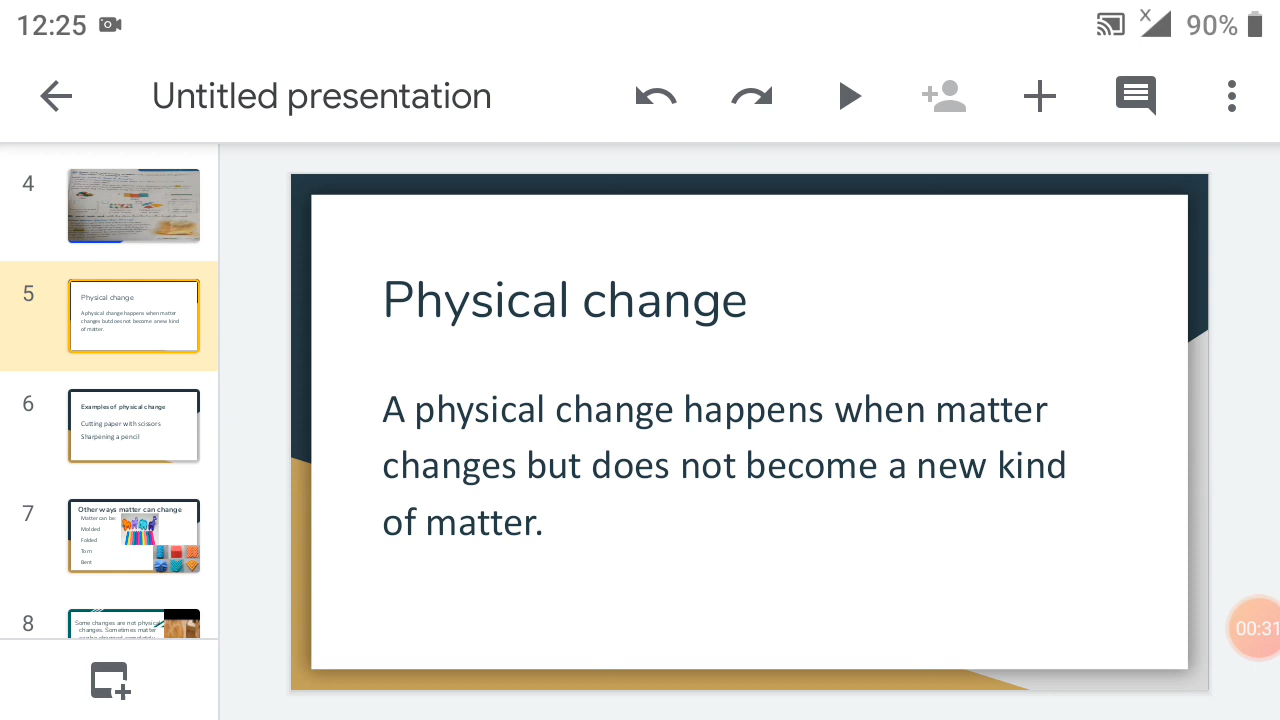 12:25
X
90%
Untitled presentation
4
5
Physical change
A physical change happens when matter
changes but does not become a new kind
of matter.
6
Examples of physical change
Cutting paper with scissors
Sharpening a pencil
7
Other ways matter can change
Matter can be:
Molded
Folded
Torn
Bent
8
Some changes are not physical
changes. Sometimes matter
Physical change
A physical change happens when matter
changes but does not become a new kind
of matter.
00:31